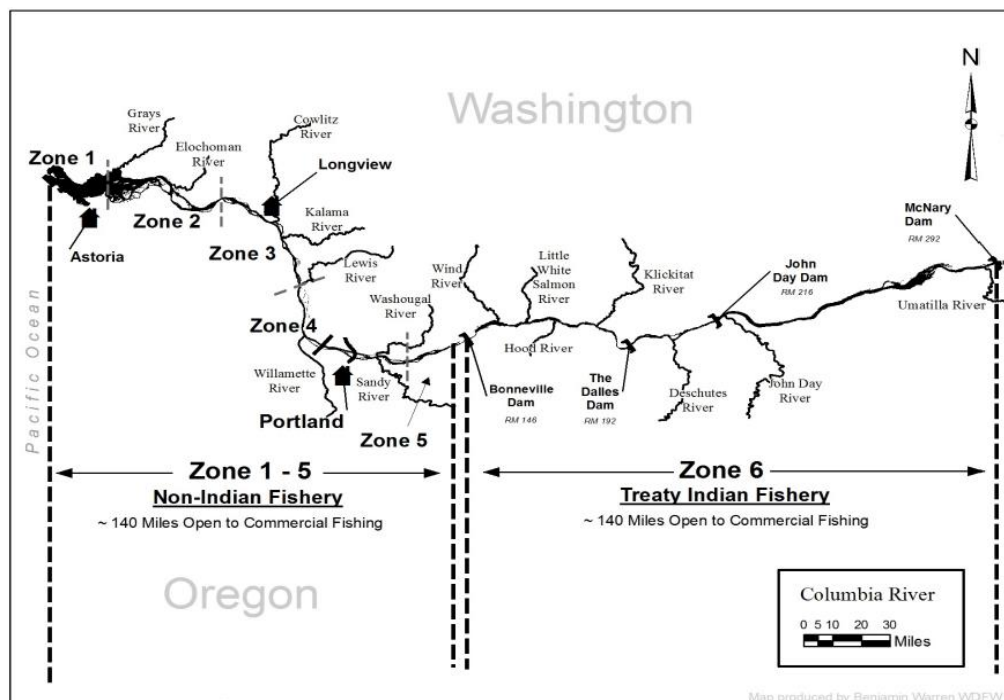 Washington
N
Grays
River
Cowlitz
River
Zone 1
Elochoman
River
Longview
Zone 2
Astoria
Kalama
River
Zone 3
McNary
Dam
RM 292
Lewis
River
Wind
River
Little
White
Salmon
River
Klickitat
River
John
Day Dam
RM 216
Washougal
River
Umatilla River
Zone 4
Hood River
Willamette
River
Sandy
River
Portland
Zone 5
Bonneville
Dam
RM 146
The
Dalles
Dam
RM 192
Deschutes
River
John Day
River
Pacific Ocean
Zone 1 - 5
Non-Indian Fishery
~ 140 Miles Open to Commercial Fishing
Zone 6
Treaty Indian Fishery
~ 140 Miles Open to Commercial Fishing
Oregon
Columbia River
0 5 10 20 30
Miles
Map produced by Benjamin Warren WDFW